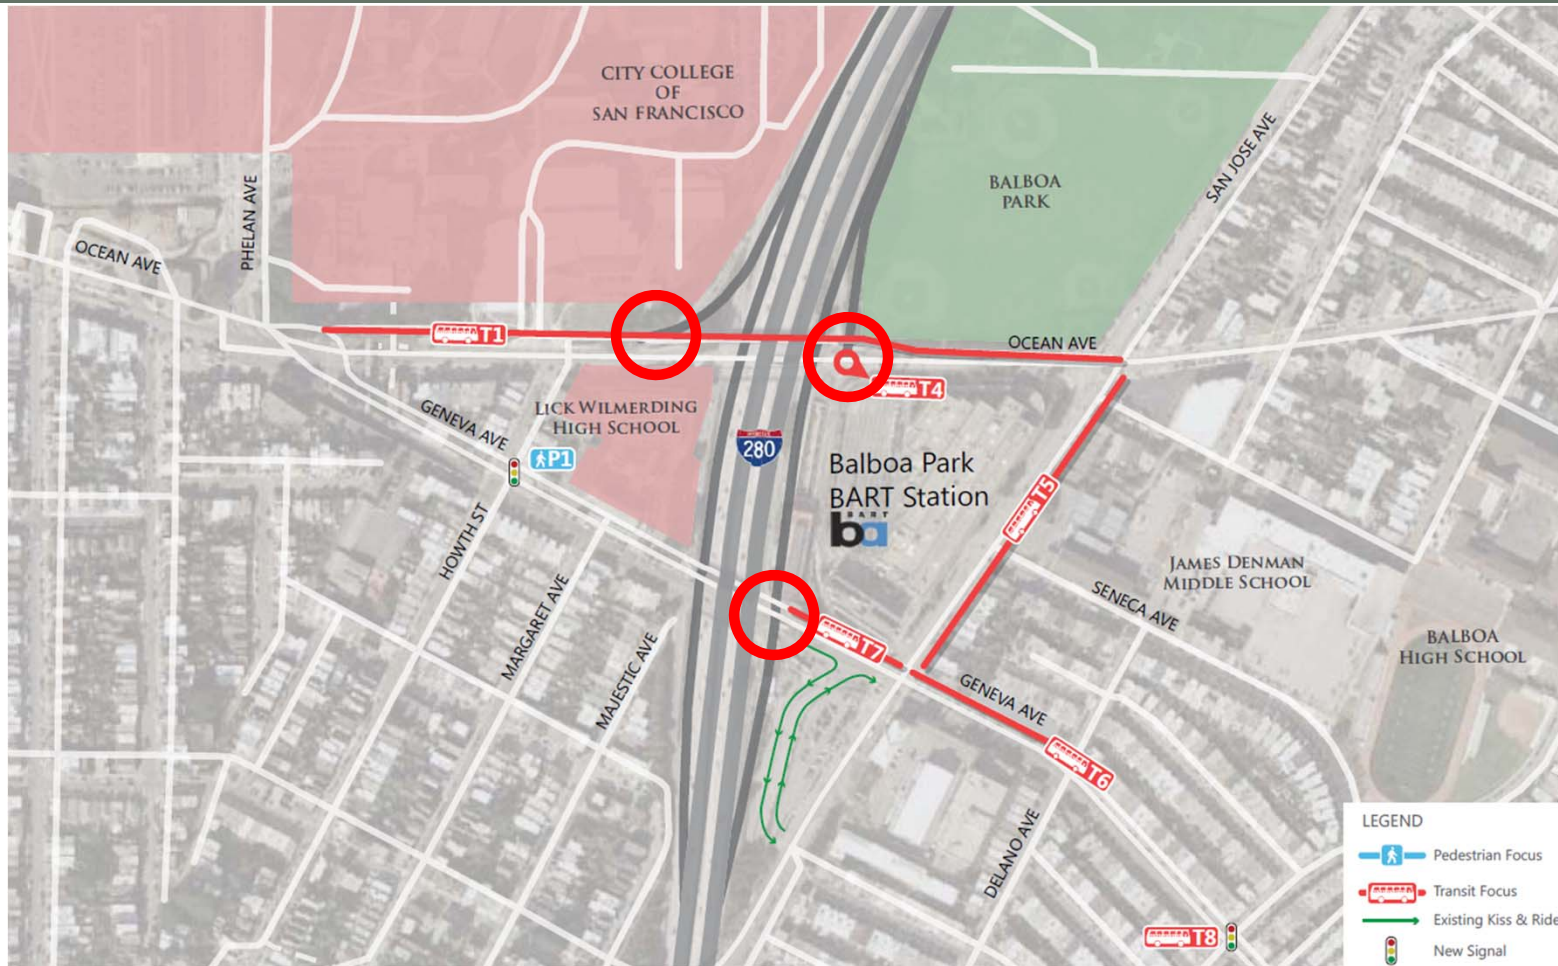 CITY COLLEGE
OF
SAN FRANCISCO
BALBOA
PARK
SAN JOSE AVE
PHELAN AVE
OCEAN AVE
T1
OCEAN AVE
T4
LICK WILMERDING
HIGH SCHOOL
GENEVA AVE
P1
280
Balboa Park
BART Station
BART
ba
T5
HOWTH ST
MARGARET AVE
MAJESTIC AVE
JAMES DENMAN
MIDDLE SCHOOL
SENECA AVE
BALBOA
HIGH SCHOOL
T7
GENEVA AVE
T6
DELANO AVE
T8
LEGEND
Pedestrian Focus
Transit Focus
Existing Kiss & Ride
New Signal